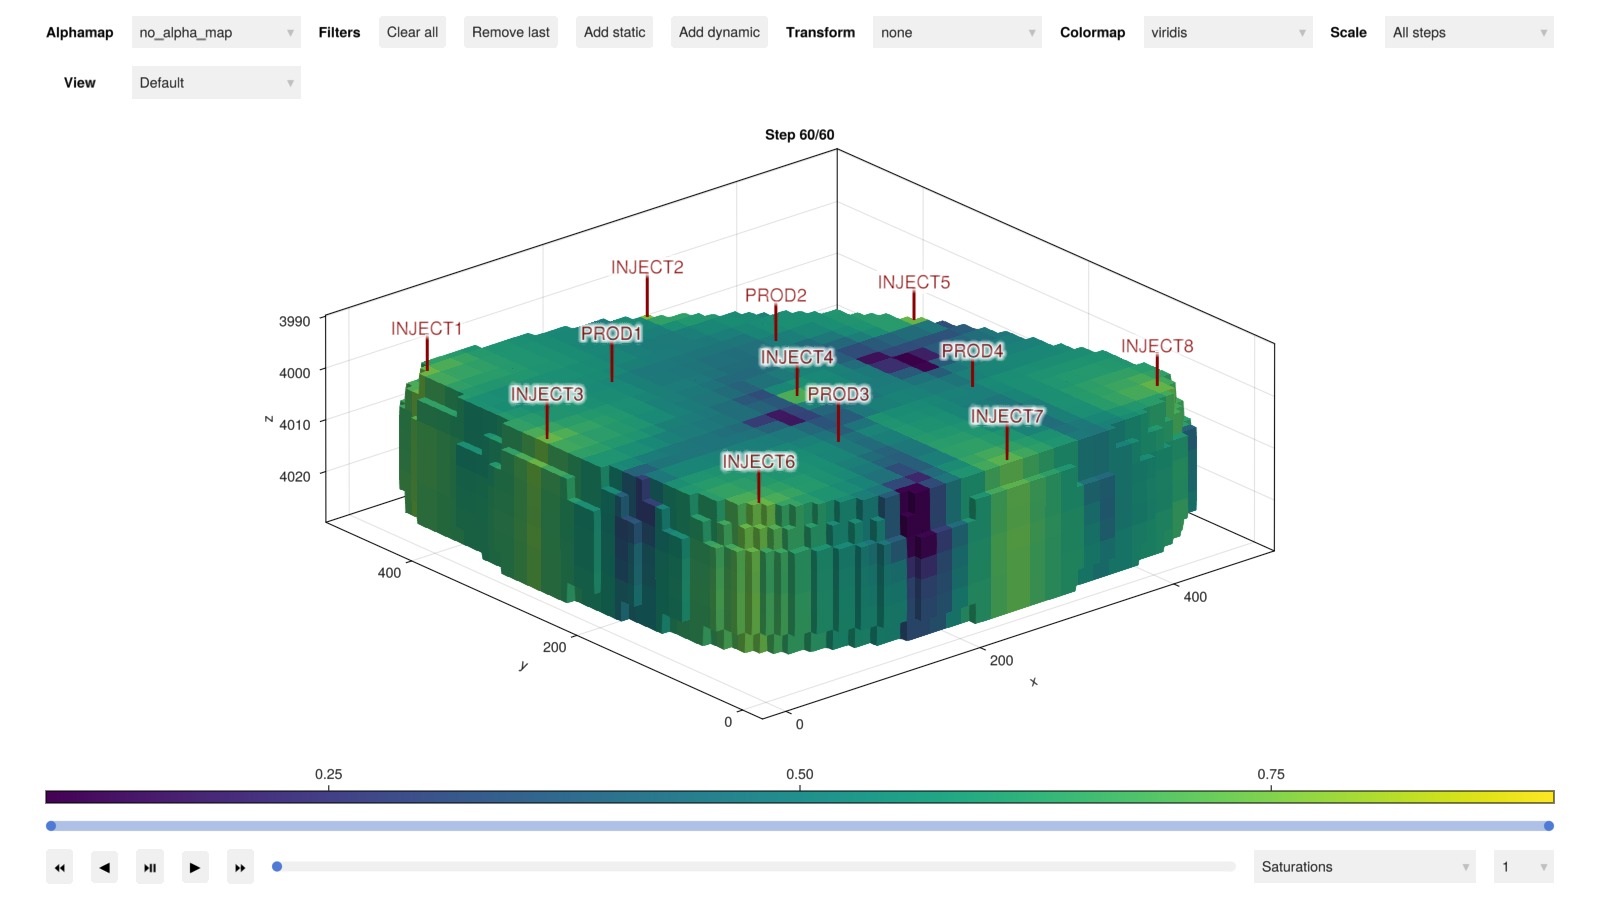 Alphamap no_alpha_map Filters Clear all Remove last Add static Add dynamic Transform none Colormap viridis Scale All steps
View Default
Step 60/60
INJECT2
INJECT5
PROD2
INJECT1
PROD1
INJECT8
INJECT4
PROD4
INJECT3
PROD3
INJECT7
INJECT6
3990
4000
z
4010
4020
400
200
y
0
0
200
x
400
0.25 0.50 0.75
Saturations 1